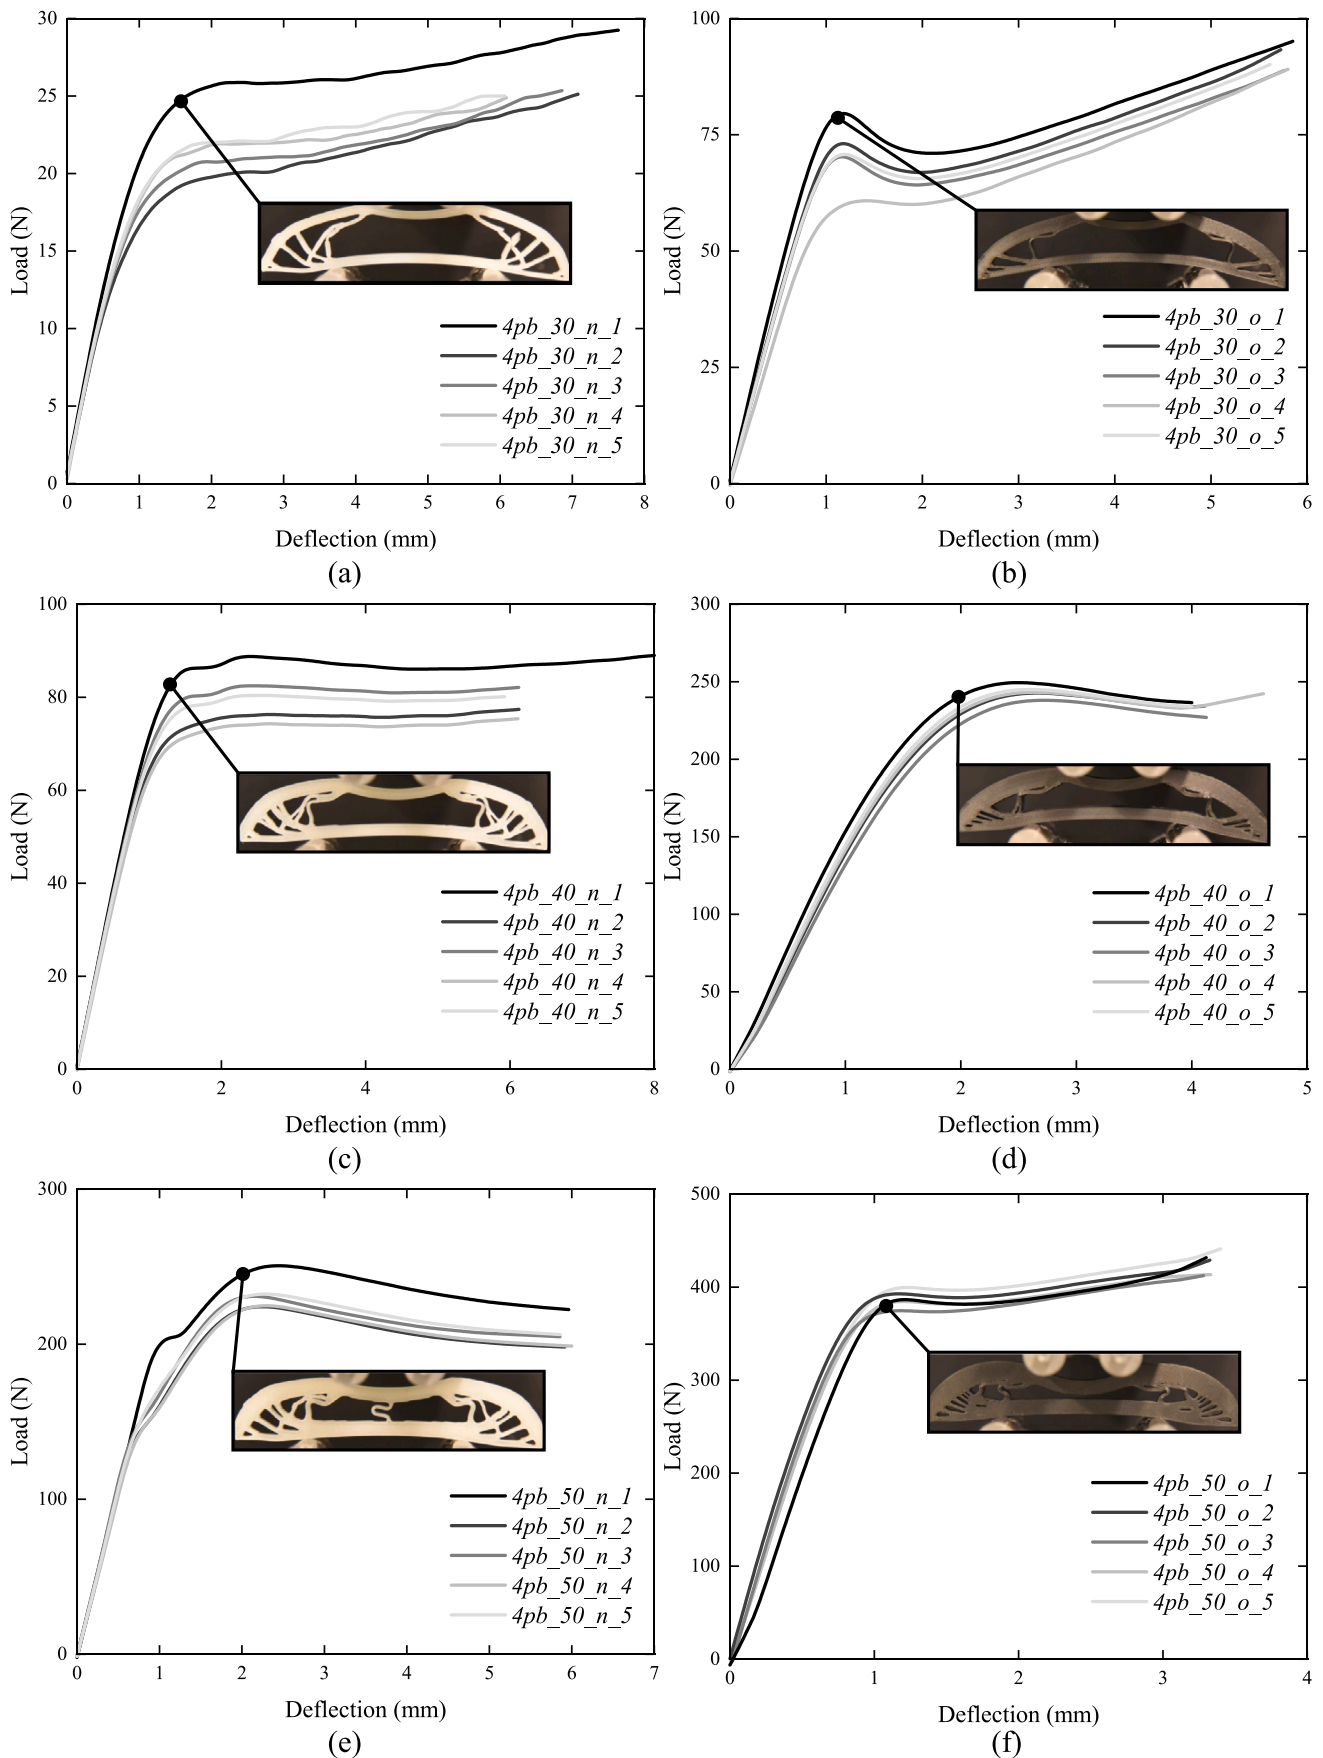 30
25
20
15
10
5
0
Load (N)
4pb_30_n_1
4pb_30_n_2
4pb_30_n_3
4pb_30_n_4
4pb_30_n_5
0 1 2 3 4 5 6 7 8
Deflection (mm)
(a)
100
75
50
25
0
Load (N)
4pb_30_o_1
4pb_30_o_2
4pb_30_o_3
4pb_30_o_4
4pb_30_o_5
0 1 2 3 4 5 6
Deflection (mm)
(b)
100
80
60
40
20
0
Load (N)
4pb_40_n_1
4pb_40_n_2
4pb_40_n_3
4pb_40_n_4
4pb_40_n_5
0 2 4 6 8
Deflection (mm)
(c)
300
250
200
150
100
50
0
Load (N)
4pb_40_o_1
4pb_40_o_2
4pb_40_o_3
4pb_40_o_4
4pb_40_o_5
0 1 2 3 4 5
Deflection (mm)
(d)
300
200
100
0
Load (N)
4pb_50_n_1
4pb_50_n_2
4pb_50_n_3
4pb_50_n_4
4pb_50_n_5
0 1 2 3 4 5 6 7
Deflection (mm)
(e)
500
400
300
200
100
0
Load (N)
4pb_50_o_1
4pb_50_o_2
4pb_50_o_3
4pb_50_o_4
4pb_50_o_5
0 1 2 3 4
Deflection (mm)
(f)